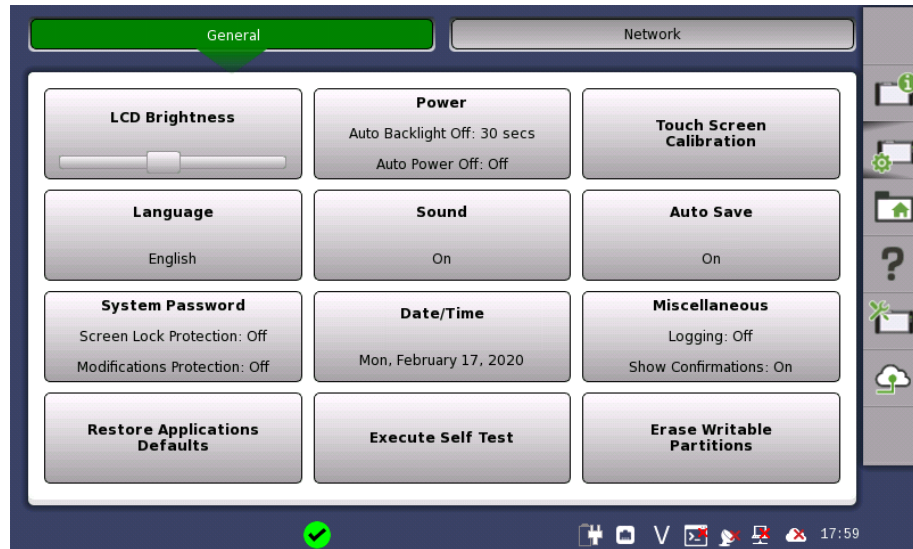 General
Network
LCD Brightness
Power
Auto Backlight Off: 30 secs
Auto Power Off: Off
Touch Screen
Calibration
Language
English
Sound
On
Auto Save
On
System Password
Screen Lock Protection: Off
Modifications Protection: Off
Date/Time
Mon, February 17, 2020
Miscellaneous
Logging: Off
Show Confirmations: On
Restore Applications
Defaults
Execute Self Test
Erase Writable
Partitions
V
17:59